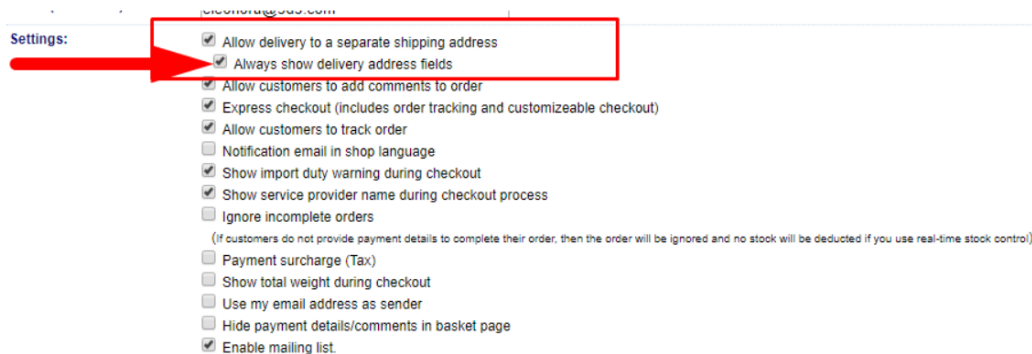 Settings:
Allow delivery to a separate shipping address
Always show delivery address fields
Allow customers to add comments to order
Express checkout (includes order tracking and customizeable checkout)
Allow customers to track order
Notification email in shop language
Show import duty warning during checkout
Show service provider name during checkout process
Ignore incomplete orders
(If customers do not provide payment details to complete their order, then the order will be ignored and no stock will be deducted if you use real-time stock control)
Payment surcharge (Tax)
Show total weight during checkout
Use my email address as sender
Hide payment details/comments in basket page
Enable mailing list.